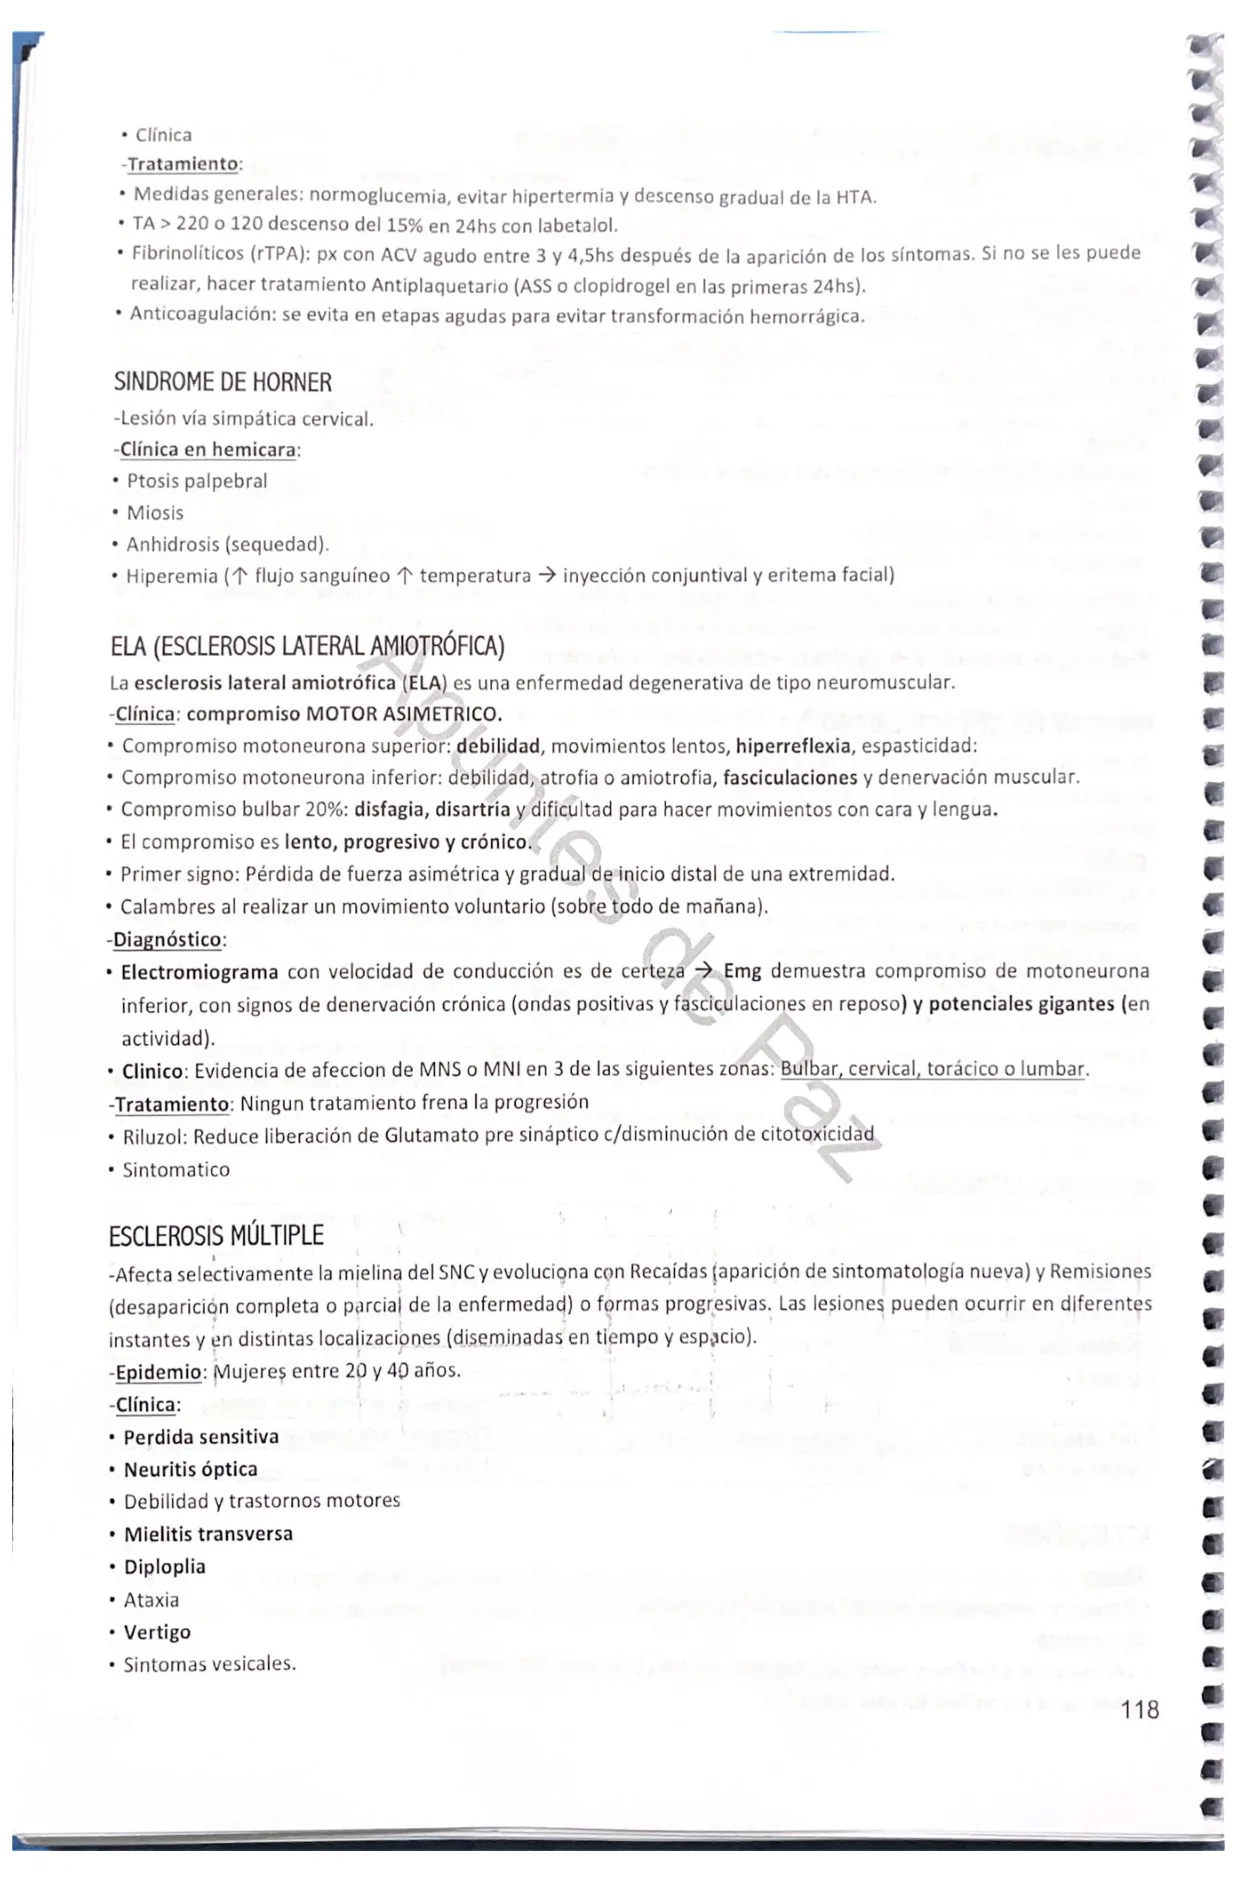 • Clínica
-Tratamiento:
• Medidas generales: normoglucemia, evitar hipertermia y descenso gradual de la HTA.
• TA > 220 o 120 descenso del 15% en 24hs con labetalol.
• Fibrinolíticos (rTPA): px con ACV agudo entre 3 y 4,5hs después de la aparición de los síntomas. Si no se les puede
realizar, hacer tratamiento Antiplaquetario (ASS o clopidrogel en las primeras 24hs).
• Anticoagulación: se evita en etapas agudas para evitar transformación hemorrágica.
SINDROME DE HORNER
-Lesión vía simpática cervical.
-Clínica en hemicara:
• Ptosis palpebral
• Miosis
• Anhidrosis (sequedad).
• Hiperemia (↑ flujo sanguíneo ↑ temperatura → inyección conjuntival y eritema facial)
ELA (ESCLEROSIS LATERAL AMIOTRÓFICA)
La esclerosis lateral amiotrófica (ELA) es una enfermedad degenerativa de tipo neuromuscular.
-Clínica: compromiso MOTOR ASIMETRICO.
• Compromiso motoneurona superior: debilidad, movimientos lentos, hiperreflexia, espasticidad:
• Compromiso motoneurona inferior: debilidad, atrofia o amiotrofia, fasciculaciones y denervación muscular.
• Compromiso bulbar 20%: disfagia, disartria y dificultad para hacer movimientos con cara y lengua.
• El compromiso es lento, progresivo y crónico.
• Primer signo: Pérdida de fuerza asimétrica y gradual de inicio distal de una extremidad.
• Calambres al realizar un movimiento voluntario (sobre todo de mañana).
-Diagnóstico:
• Electromiograma con velocidad de conducción es de certeza → Emg demuestra compromiso de motoneurona
inferior, con signos de denervación crónica (ondas positivas y fasciculaciones en reposo) y potenciales gigantes (en
actividad).
• Clinico: Evidencia de afeccion de MNS o MNI en 3 de las siguientes zonas: Bulbar, cervical, torácico o lumbar.
-Tratamiento: Ningun tratamiento frena la progresión
• Riluzol: Reduce liberación de Glutamato pre sináptico c/disminución de citotoxicidad
• Sintomatico
Apuntes de Paz
ESCLEROSIS MÚLTIPLE
-Afecta selectivamente la mielina del SNC y evoluciona con Recaídas (aparición de sintomatología nueva) y Remisiones
(desaparición completa o parcial de la enfermedad) o formas progresivas. Las lesiones pueden ocurrir en diferentes
instantes y en distintas localizaciones (diseminadas en tiempo y espacio).
-Epidemio: Mujeres entre 20 y 40 años.
-Clínica:
• Perdida sensitiva
• Neuritis óptica
• Debilidad y trastornos motores
• Mielitis transversa
• Diploplia
• Ataxia
• Vertigo
• Sintomas vesicales.
118